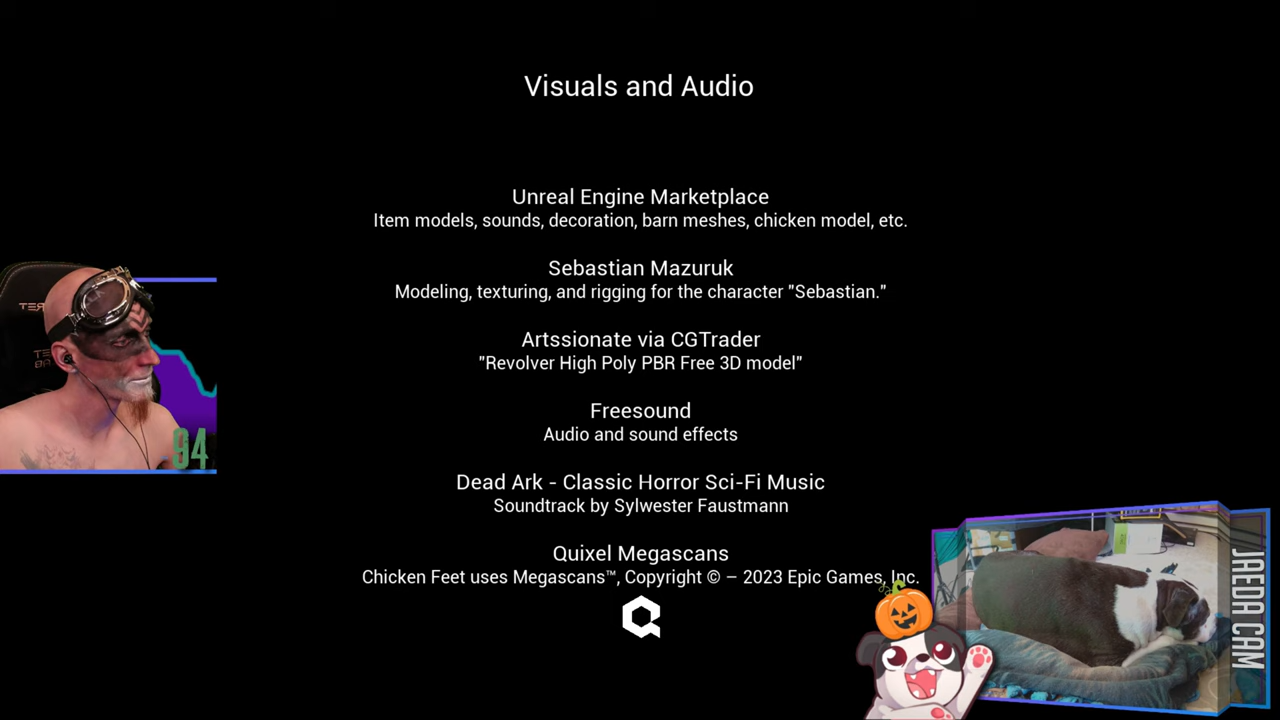 Visuals and Audio
Unreal Engine Marketplace
Item models, sounds, decoration, barn meshes, chicken model, etc.
Sebastian Mazuruk
Modeling, texturing, and rigging for the character "Sebastian."
Artssionate via CGTrader
"Revolver High Poly PBR Free 3D model"
Freesound
Audio and sound effects
Dead Ark - Classic Horror Sci-Fi Music
Soundtrack by Sylwester Faustmann
Quixel Megascans
Chicken Feet uses Megascans™, Copyright © – 2023 Epic Games, Inc.
94
JAEDA CAM